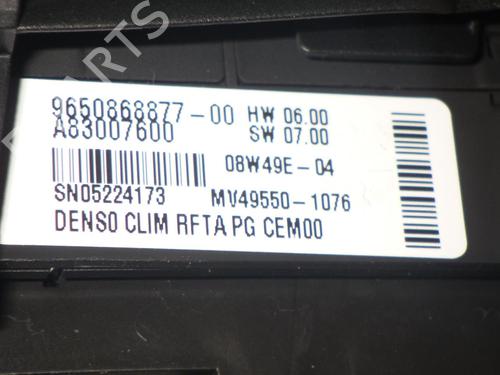 PARTS
9650868877-00 HW 06.00
A83007600 SW 07.00
08W49E-04
SN05224173 MV49550-1076
DENSO CLIM RFTA PG CEM00